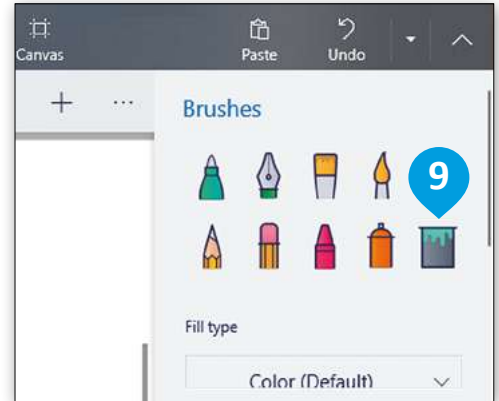 Canvas
Paste
Undo
Brushes
9
Fill type
Color (Default)